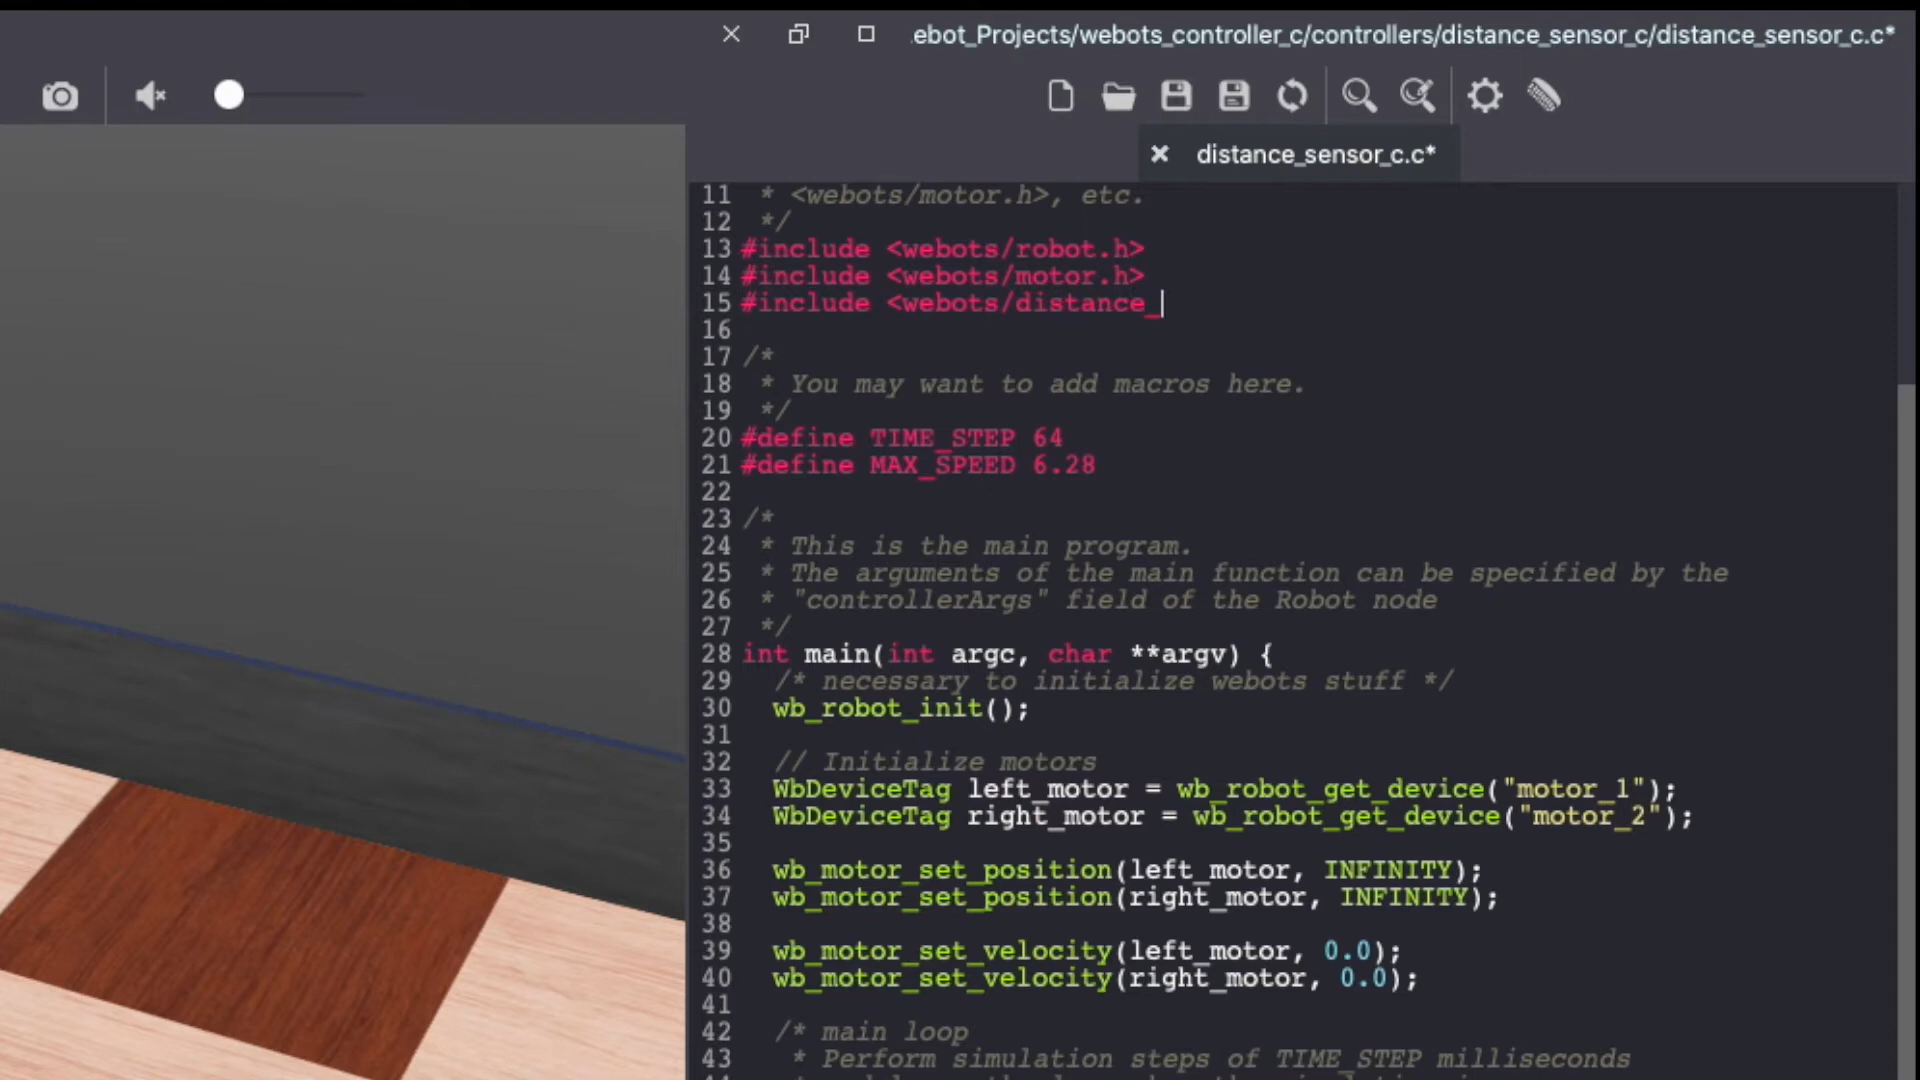 .ebot_Projects/webots_controller_c/controllers/distance_sensor_c/distance_sensor_c.c*
distance_sensor_c.c*
11 * <webots/motor.h>, etc.
12 */
13 #include <webots/robot.h>
14 #include <webots/motor.h>
15 #include <webots/distance_
16
17 /*
18 * You may want to add macros here.
19 */
20 #define TIME_STEP 64
21 #define MAX_SPEED 6.28
22
23 /*
24 * This is the main program.
25 * The arguments of the main function can be specified by the
26 * "controllerArgs" field of the Robot node
27 */
28 int main(int argc, char **argv) {
29 /* necessary to initialize webots stuff */
30 wb_robot_init();
31
32 // Initialize motors
33 WbDeviceTag left_motor = wb_robot_get_device("motor_1");
34 WbDeviceTag right_motor = wb_robot_get_device("motor_2");
35
36 wb_motor_set_position(left_motor, INFINITY);
37 wb_motor_set_position(right_motor, INFINITY);
38
39 wb_motor_set_velocity(left_motor, 0.0);
40 wb_motor_set_velocity(right_motor, 0.0);
41
42 /* main loop
43 * Perform simulation steps of TIME_STEP milliseconds